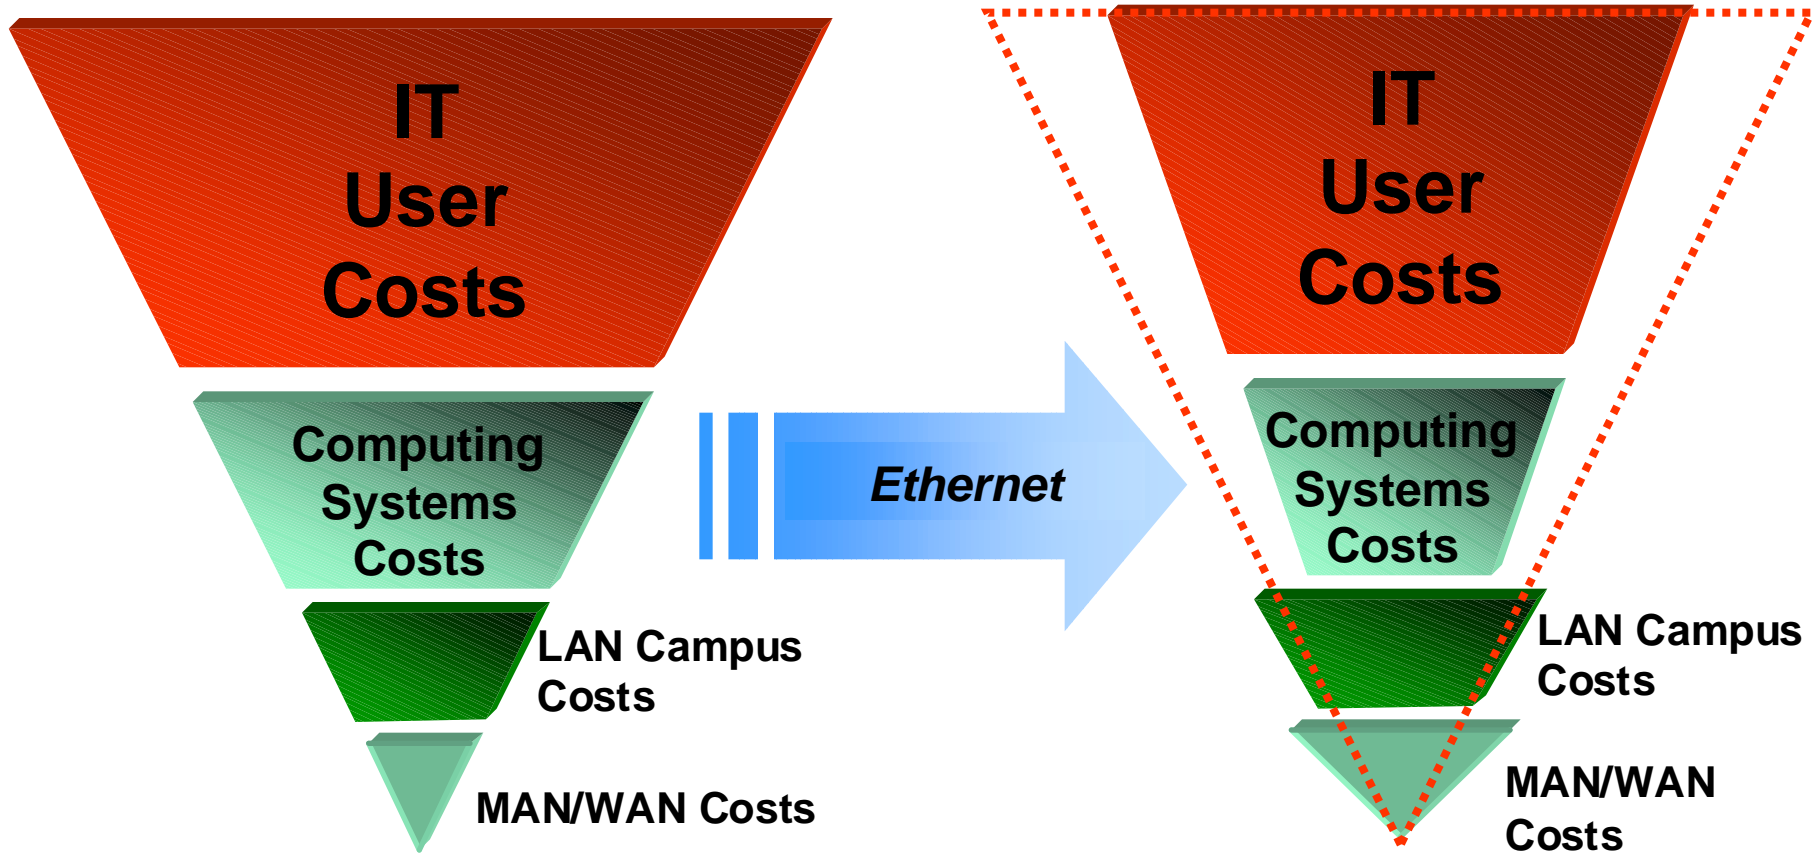 IT
User
Costs
Computing
Systems
Costs
LAN Campus
Costs
MAN/WAN Costs
Ethernet
IT
User
Costs
Computing
Systems
Costs
LAN Campus
Costs
MAN/WAN
Costs